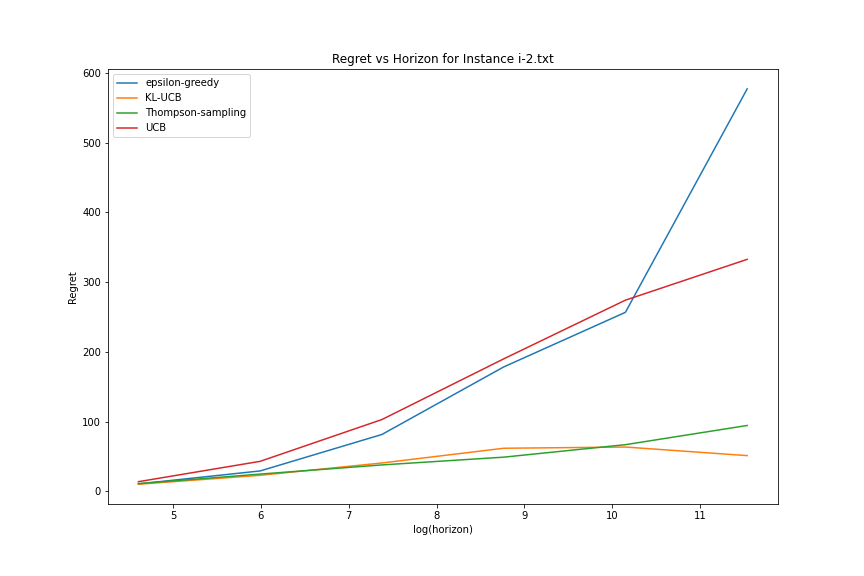 Regret vs Horizon for Instance i-2.txt
epsilon-greedy
KL-UCB
Thompson-sampling
UCB
600
500
400
300
200
100
0
Regret
5 6 7 8 9 10 11
log(horizon)